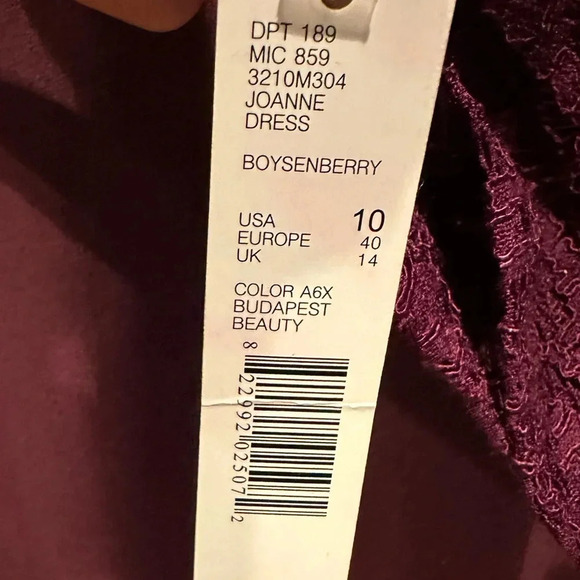 DPT 189
MIC 859
3210M304
JOANNE
DRESS
BOYSENBERRY
USA 10
EUROPE 40
UK 14
COLOR A6X
BUDAPEST
BEAUTY
8 22992 02507 2